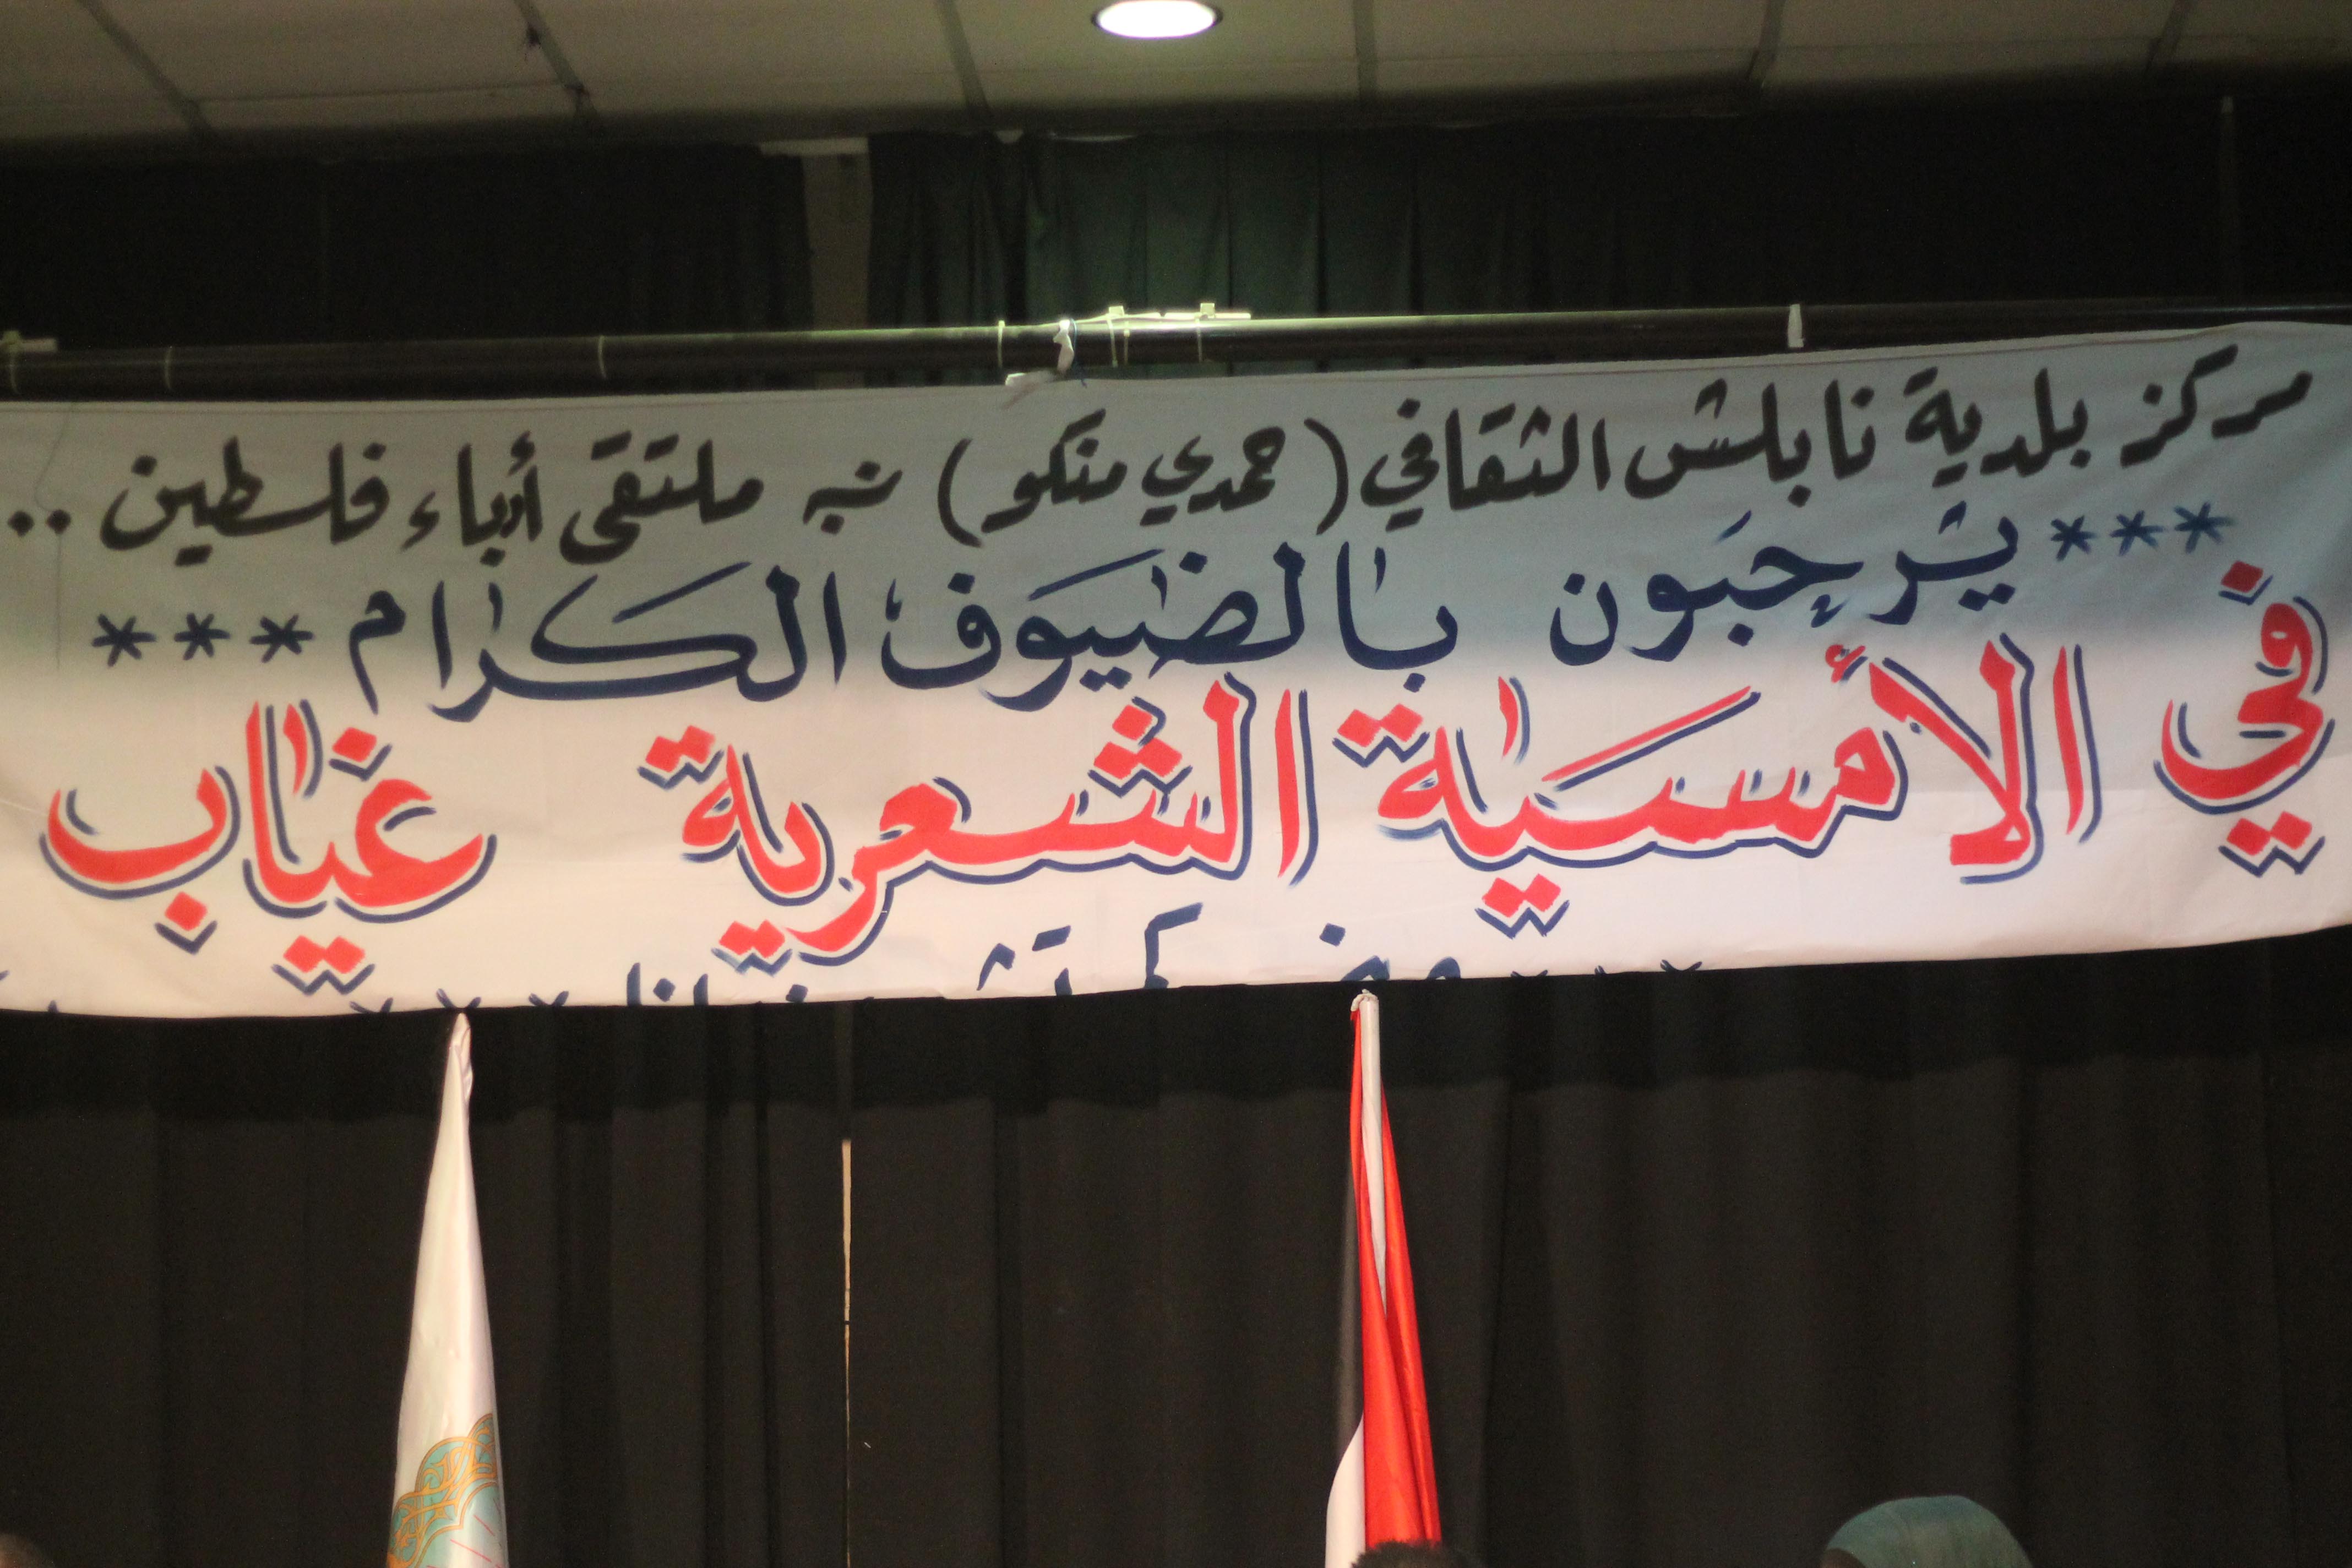 مركز بلدية نابلس الثقافي (حمدي منكو) نبه ملتقى أدباء فلسطين ..
*** يرحبون بالضيوف الكرام ***
في الأمسية الشعرية غياب